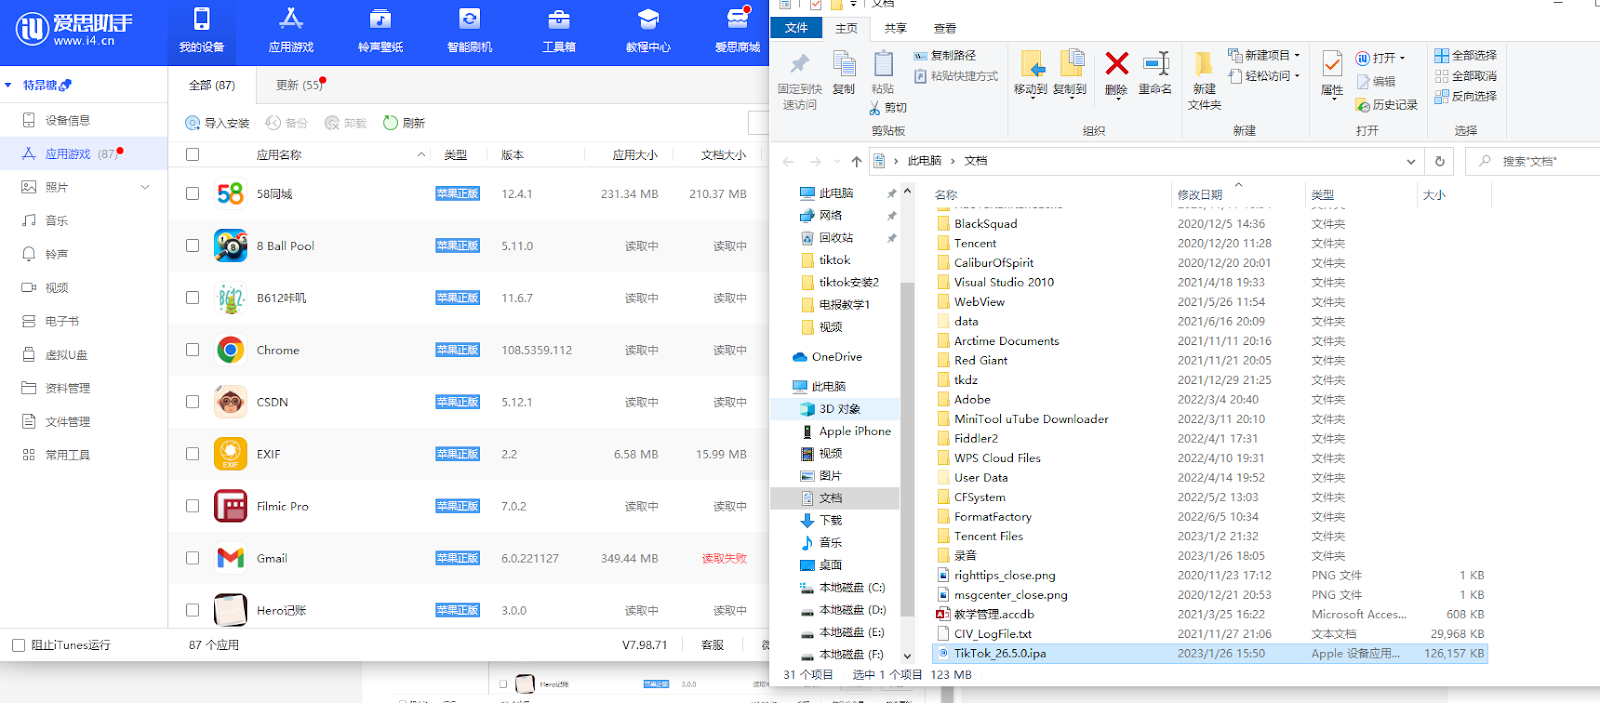 爱思助手
www.i4.cn
我的设备
应用游戏
铃声壁纸
智能刷机
工具箱
教程中心
爱思商城
特昂糖
设备信息
应用游戏 (87)
照片
音乐
铃声
视频
电子书
虚拟U盘
资料管理
文件管理
常用工具
全部 (87)
更新 (55)
导入安装
备份
卸载
刷新
应用名称 类型 版本 应用大小 文档大小
58同城 苹果正版 12.4.1 231.34 MB 210.37 MB
8 Ball Pool 苹果正版 5.11.0 读取中 读取中
B612咔叽 苹果正版 11.6.7 读取中 读取中
Chrome 苹果正版 108.5359.112 读取中 读取中
CSDN 苹果正版 5.12.1 读取中 读取中
EXIF 苹果正版 2.2 6.58 MB 15.99 MB
Filmic Pro 苹果正版 7.0.2 读取中 读取中
Gmail 苹果正版 6.0.221127 349.44 MB 读取失败
Hero记账 苹果正版 3.0.0 读取中 读取中
阻止iTunes运行
87 个应用
V7.98.71
客服
Hero记账 苹果正版 3.0.0
文档
文件 主页 共享 查看
固定到快速访问
复制
粘贴
复制路径
粘贴快捷方式
剪切
剪贴板
移动到 复制到
删除 重命名
组织
新建文件夹
新建项目
轻松访问
新建
属性
打开
编辑
历史记录
打开
全部选择
全部取消
反向选择
选择
此电脑 › 文档
搜索"文档"
此电脑
网络
回收站
tiktok
tiktok安装2
电报教学1
视频
OneDrive
此电脑
3D 对象
Apple iPhone
视频
图片
文档
下载
音乐
桌面
本地磁盘 (C:)
本地磁盘 (D:)
本地磁盘 (E:)
本地磁盘 (F:)
名称 修改日期 类型 大小
BlackSquad 2020/12/5 14:36 文件夹
Tencent 2020/12/20 11:28 文件夹
CaliburOfSpirit 2020/12/20 20:01 文件夹
Visual Studio 2010 2021/4/18 19:33 文件夹
WebView 2021/5/26 11:54 文件夹
data 2021/6/16 20:09 文件夹
Arctime Documents 2021/11/11 20:16 文件夹
Red Giant 2021/11/21 20:05 文件夹
tkdz 2021/12/29 21:25 文件夹
Adobe 2022/3/4 20:40 文件夹
MiniTool uTube Downloader 2022/3/11 20:10 文件夹
Fiddler2 2022/4/1 17:31 文件夹
WPS Cloud Files 2022/4/10 19:31 文件夹
User Data 2022/4/14 19:52 文件夹
CFSystem 2022/5/2 13:03 文件夹
FormatFactory 2022/6/5 10:34 文件夹
Tencent Files 2023/1/2 21:32 文件夹
录音 2023/1/26 18:05 文件夹
righttips_close.png 2020/11/23 17:12 PNG 文件 1 KB
msgcenter_close.png 2020/12/21 20:53 PNG 文件 1 KB
教学管理.accdb 2021/3/25 16:22 Microsoft Acces... 608 KB
CIV_LogFile.txt 2021/11/27 21:06 文本文档 29,968 KB
TikTok_26.5.0.ipa 2023/1/26 15:50 Apple 设备应用... 126,157 KB
31 个项目 选中 1 个项目 123 MB